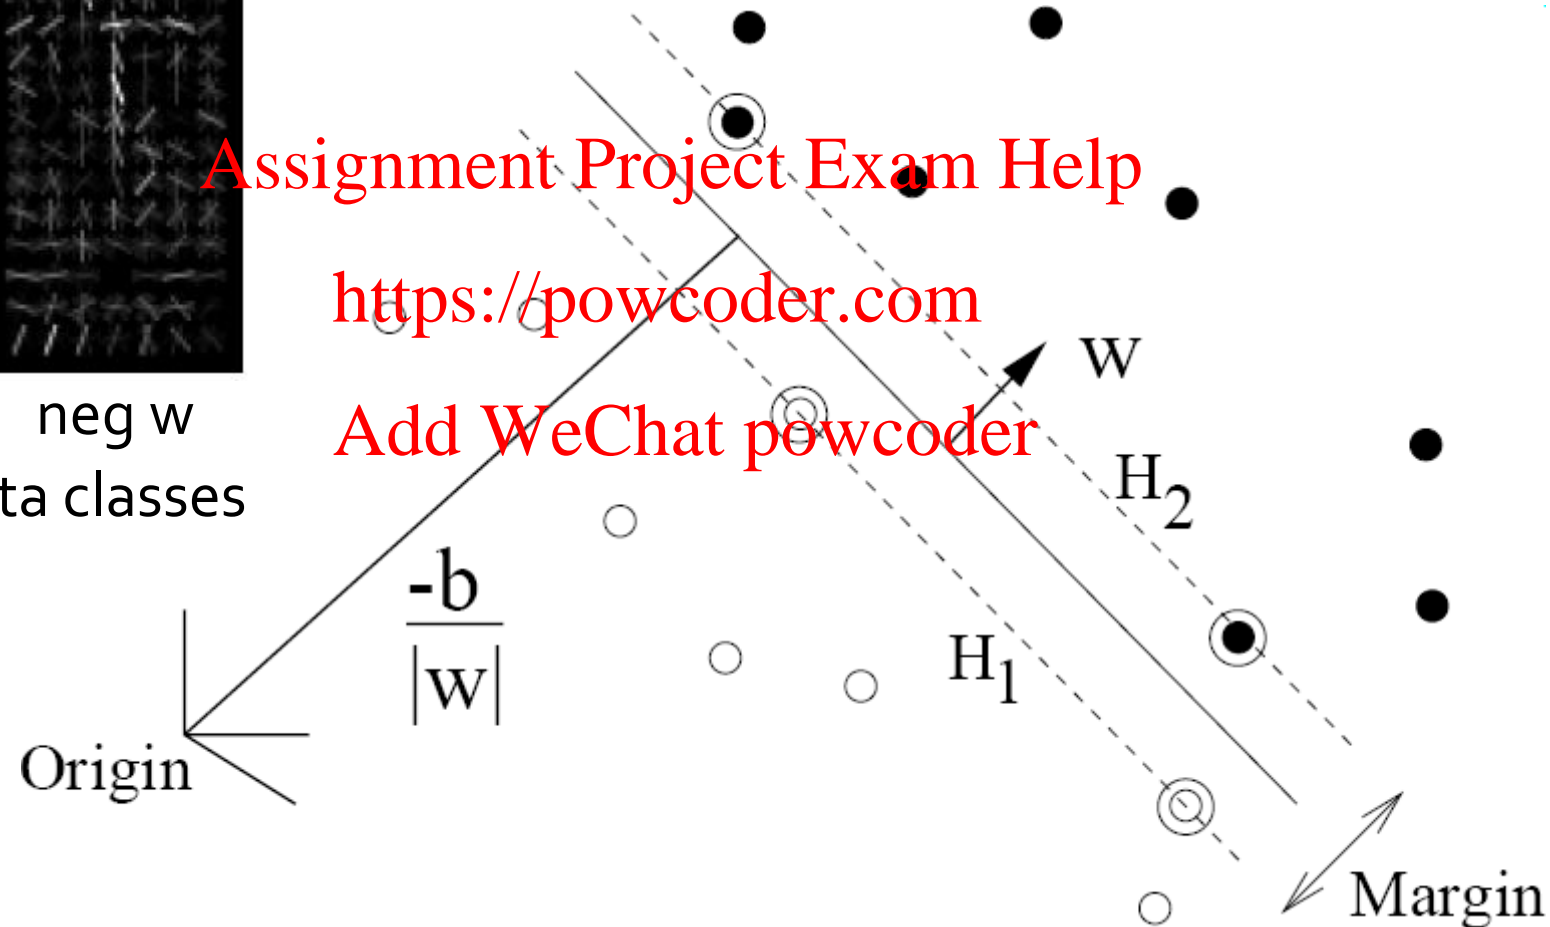 Assignment Project Exam Help
https://powcoder.com
w
neg w
Add WeChat powcoder
H2
ta classes
-b
|w|
H1
Origin
Margin